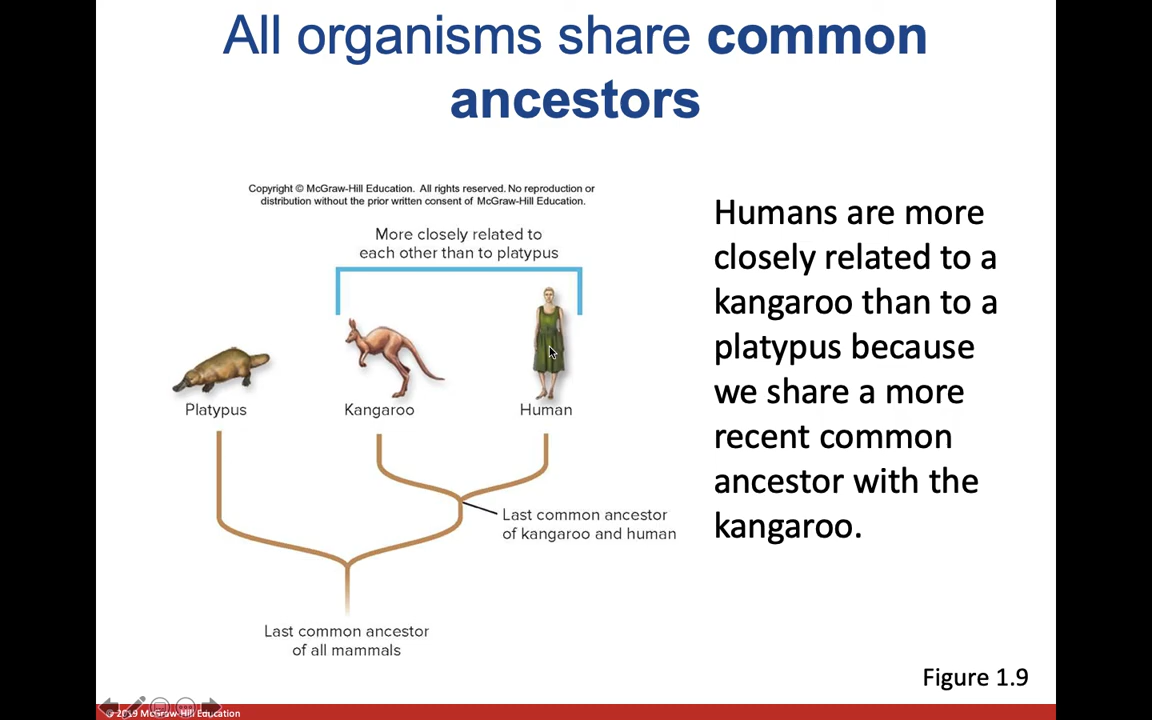 All organisms share common
ancestors
Copyright © McGraw-Hill Education. All rights reserved. No reproduction or
distribution without the prior written consent of McGraw-Hill Education.
More closely related to
each other than to platypus
Platypus
Kangaroo
Human
Last common ancestor
of kangaroo and human
Last common ancestor
of all mammals
Humans are more
closely related to a
kangaroo than to a
platypus because
we share a more
recent common
ancestor with the
kangaroo.
Figure 1.9
© 2019 McGraw-Hill Education